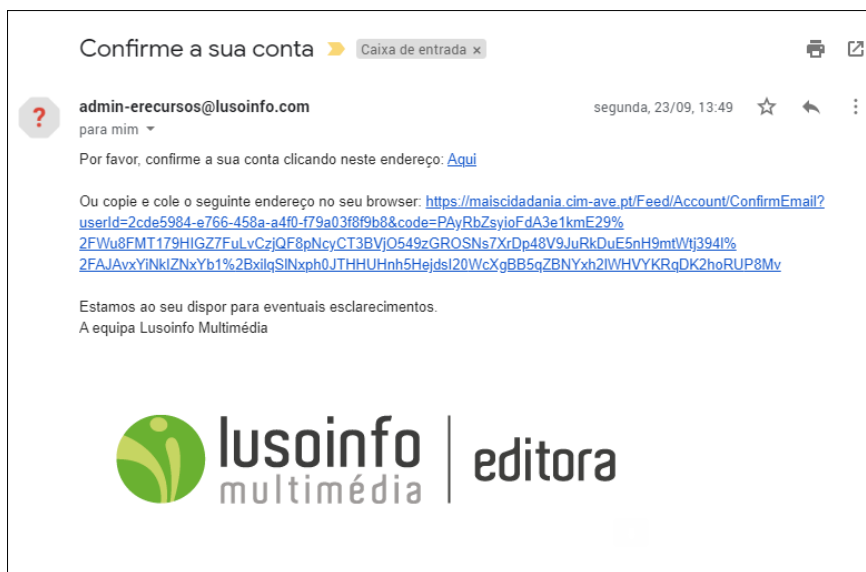 Confirme a sua conta Caixa de entrada ×
?
admin-erecursos@lusoinfo.com segunda, 23/09, 13:49
para mim
Por favor, confirme a sua conta clicando neste endereço: Aqui
Ou copie e cole o seguinte endereço no seu browser: https://maiscidadania.cim-ave.pt/Feed/Account/ConfirmEmail?
userId=2cde5984-e766-458a-a4f0-f79a03f8f9b8&code=PAyRbZsyioFdA3e1kmE29%
2FWu8FMT179HIGZ7FuLvCzjQF8pNcyCT3BVjO549zGROSNs7XrDp48V9JuRkDuE5nH9mtWtj394I%
2FAJAvxYiNkIZNxYb1%2BxilqSlNxph0JTHHUHnh5HejdsI20WcXgBB5qZBNYxh2IWHVYKRqDK2hoRUP8Mv
Estamos ao seu dispor para eventuais esclarecimentos.
A equipa Lusoinfo Multimédia
lusoinfo
multimédia
editora